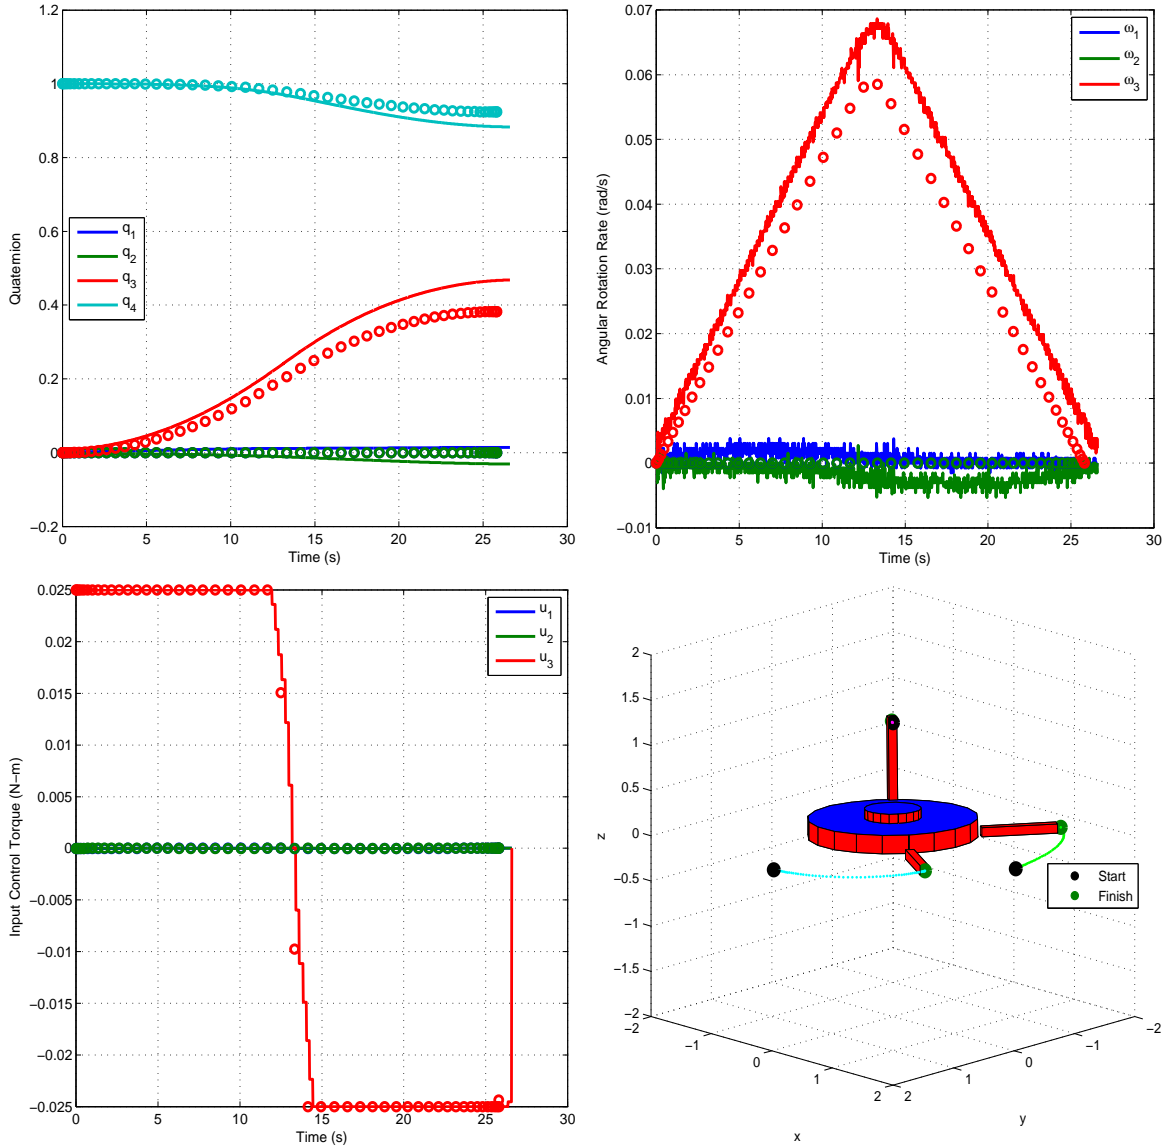 1.2
1
0.8
0.6
0.4
0.2
0
−0.2
Quaternion
q1
q2
q3
q4
0 5 10 15 20 25 30
Time (s)
0.07
0.06
0.05
0.04
0.03
0.02
0.01
0
−0.01
Angular Rotation Rate (rad/s)
ω1
ω2
ω3
0 5 10 15 20 25 30
Time (s)
0.025
0.02
0.015
0.01
0.005
0
−0.005
−0.01
−0.015
−0.02
−0.025
Input Control Torque (N−m)
u1
u2
u3
0 5 10 15 20 25 30
Time (s)
2
1.5
1
0.5
0
−0.5
−1
−1.5
−2
z
Start
Finish
−2
−1
0
1
2
x
2
1
0
−1
−2
y